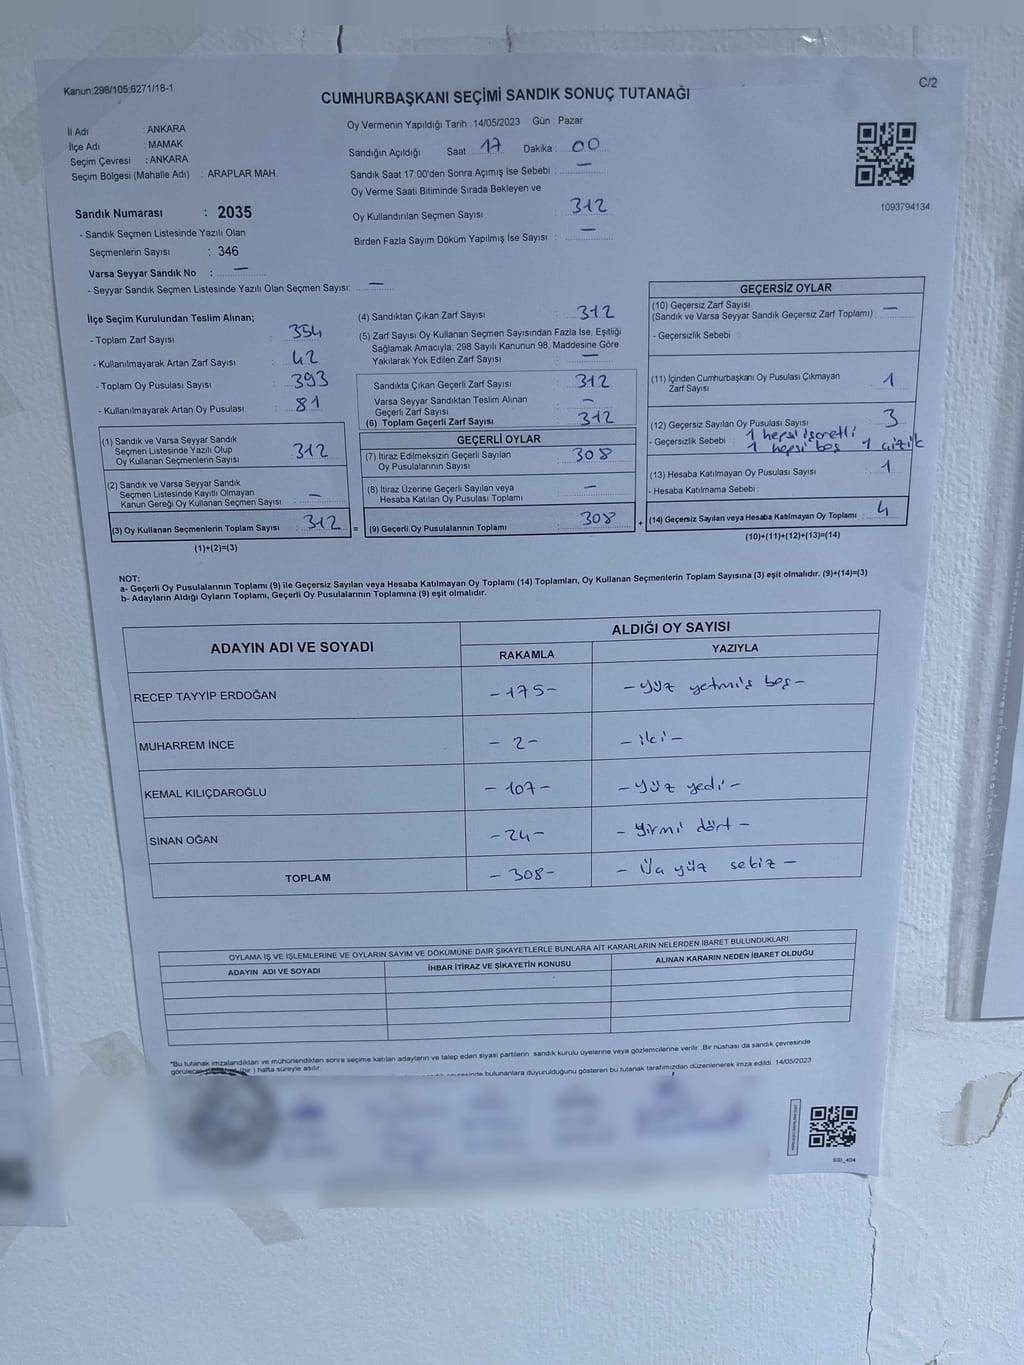 Kanun:298/105;6271/18-1
C/2
CUMHURBAŞKANI SEÇİMİ SANDIK SONUÇ TUTANAĞI
İl Adı : ANKARA
İlçe Adı : MAMAK
Seçim Çevresi : ANKARA
Seçim Bölgesi (Mahalle Adı) : ARAPLAR MAH.
Sandık Numarası : 2035
- Sandık Seçmen Listesinde Yazılı Olan
Seçmenlerin Sayısı : 346
Varsa Seyyar Sandık No : —
- Seyyar Sandık Seçmen Listesinde Yazılı Olan Seçmen Sayısı: —
Oy Vermenin Yapıldığı Tarih : 14/05/2023 Gün : Pazar
Sandığın Açıldığı Saat 17 Dakika : 00
Sandık Saat 17:00'den Sonra Açımış İse Sebebi : —
Oy Verme Saati Bitiminde Sırada Bekleyen ve
Oy Kullandırılan Seçmen Sayısı : 312
Birden Fazla Sayım Döküm Yapılmış İse Sayısı : —
1093794134
İlçe Seçim Kurulundan Teslim Alınan;
- Toplam Zarf Sayısı : 354
- Kullanılmayarak Artan Zarf Sayısı : 42
- Toplam Oy Pusulası Sayısı : 393
- Kullanılmayarak Artan Oy Pusulası : 81
(1) Sandık ve Varsa Seyyar Sandık
Seçmen Listesinde Yazılı Olup
Oy Kullanan Seçmenlerin Sayısı : 312
(2) Sandık ve Varsa Seyyar Sandık
Seçmen Listesinde Kayıtlı Olmayan
Kanun Gereği Oy Kullanan Seçmen Sayısı : —
(3) Oy Kullanan Seçmenlerin Toplam Sayısı : 312 =
(1)+(2)=(3)
(4) Sandıktan Çıkan Zarf Sayısı : 312
(5) Zarf Sayısı Oy Kullanan Seçmen Sayısından Fazla İse, Eşitliği
Sağlamak Amacıyla; 298 Sayılı Kanunun 98. Maddesine Göre
Yakılarak Yok Edilen Zarf Sayısı : —
Sandıkta Çıkan Geçerli Zarf Sayısı : 312
Varsa Seyyar Sandıktan Teslim Alınan
Geçerli Zarf Sayısı : —
(6) Toplam Geçerli Zarf Sayısı : 312
GEÇERLİ OYLAR
(7) İtiraz Edilmeksizin Geçerli Sayılan
Oy Pusulalarının Sayısı : 308
(8) İtiraz Üzerine Geçerli Sayılan veya
Hesaba Katılan Oy Pusulası Toplamı : —
(9) Geçerli Oy Pusulalarının Toplamı : 308 +
GEÇERSİZ OYLAR
(10) Geçersiz Zarf Sayısı
(Sandık ve Varsa Seyyar Sandık Geçersiz Zarf Toplamı) : —
- Geçersizlik Sebebi :
(11) İçinden Cumhurbaşkanı Oy Pusulası Çıkmayan
Zarf Sayısı : 1
(12) Geçersiz Sayılan Oy Pusulası Sayısı : 3
- Geçersizlik Sebebi : 1 hepsi işaretli
1 hepsi boş 1 çizik
(13) Hesaba Katılmayan Oy Pusulası Sayısı : 1
- Hesaba Katılmama Sebebi :
(14) Geçersiz Sayılan veya Hesaba Katılmayan Oy Toplamı : 4
(10)+(11)+(12)+(13)=(14)
NOT:
a- Geçerli Oy Pusulalarının Toplamı (9) ile Geçersiz Sayılan veya Hesaba Katılmayan Oy Toplamı (14) Toplamları, Oy Kullanan Seçmenlerin Toplam Sayısına (3) eşit olmalıdır. (9)+(14)=(3)
b- Adayların Aldığı Oyların Toplamı, Geçerli Oy Pusulalarının Toplamına (9) eşit olmalıdır.
ADAYIN ADI VE SOYADI ALDIĞI OY SAYISI
RAKAMLA YAZIYLA
RECEP TAYYİP ERDOĞAN -175- -yüz yetmiş beş-
MUHARREM İNCE -2- -iki-
KEMAL KILIÇDAROĞLU -107- -yüz yedi-
SİNAN OĞAN -24- -yirmi dört-
TOPLAM -308- -Üç yüz sekiz-
OYLAMA İŞ VE İŞLEMLERİNE VE OYLARIN SAYIM VE DÖKÜMÜNE DAİR ŞİKAYETLERLE BUNLARA AİT KARARLARIN NELERDEN İBARET BULUNDUKLARI
ADAYIN ADI VE SOYADI İHBAR İTİRAZ VE ŞİKAYETİN KONUSU ALINAN KARARIN NEDEN İBARET OLDUĞU
"Bu tutanak imzalandıktan ve mühürlendikten sonra seçime katılan adayların ve talep eden siyasi partilerin sandık kurulu üyelerine veya gözlemcilerine verilir. Bir nüshası da sandık çevresinde
(bir) hafta süreyle asılır.
bulunanlara duyurulduğunu gösteren bu tutanak tarafımızdan düzenlenerek imza edildi. 14/05/2023
SSI_404